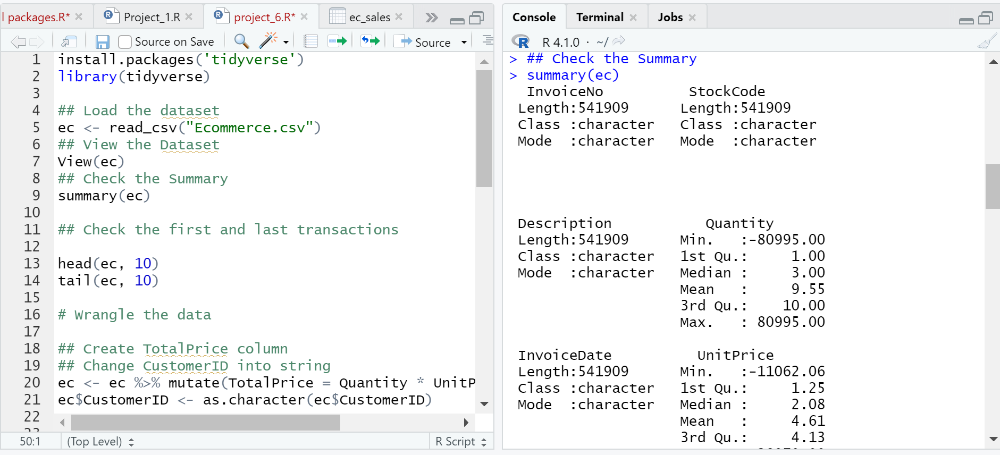 l packages.R*
Project_1.R
project_6.R*
ec_sales
Source on Save
Source
1 install.packages('tidyverse')
2 library(tidyverse)
3
4 ## Load the dataset
5 ec <- read_csv("Ecommerce.csv")
6 ## View the Dataset
7 View(ec)
8 ## Check the Summary
9 summary(ec)
10
11 ## Check the first and last transactions
12
13 head(ec, 10)
14 tail(ec, 10)
15
16 # Wrangle the data
17
18 ## Create TotalPrice column
19 ## Change CustomerID into string
20 ec <- ec %>% mutate(TotalPrice = Quantity * UnitP
21 ec$CustomerID <- as.character(ec$CustomerID)
22
50:1 (Top Level) R Script
Console Terminal Jobs
R 4.1.0 · ~/
> ## Check the Summary
> summary(ec)
InvoiceNo StockCode
Length:541909 Length:541909
Class :character Class :character
Mode :character Mode :character
Description Quantity
Length:541909 Min. :-80995.00
Class :character 1st Qu.: 1.00
Mode :character Median : 3.00
Mean : 9.55
3rd Qu.: 10.00
Max. : 80995.00
InvoiceDate UnitPrice
Length:541909 Min. :-11062.06
Class :character 1st Qu.: 1.25
Mode :character Median : 2.08
Mean : 4.61
3rd Qu.: 4.13